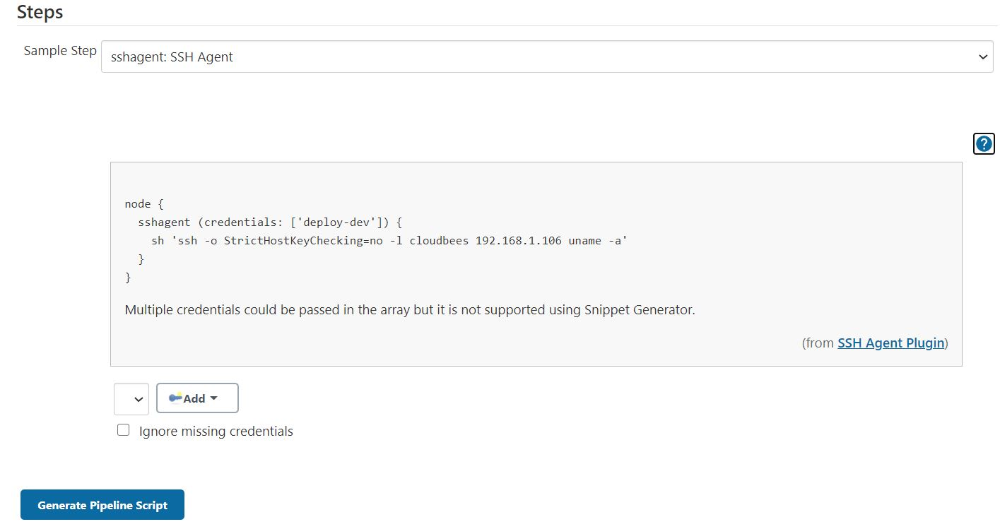 Steps
Sample Step
sshagent: SSH Agent
?
node {
  sshagent (credentials: ['deploy-dev']) {
    sh 'ssh -o StrictHostKeyChecking=no -l cloudbees 192.168.1.106 uname -a'
  }
}
Multiple credentials could be passed in the array but it is not supported using Snippet Generator.
(from SSH Agent Plugin)
Add
Ignore missing credentials
Generate Pipeline Script